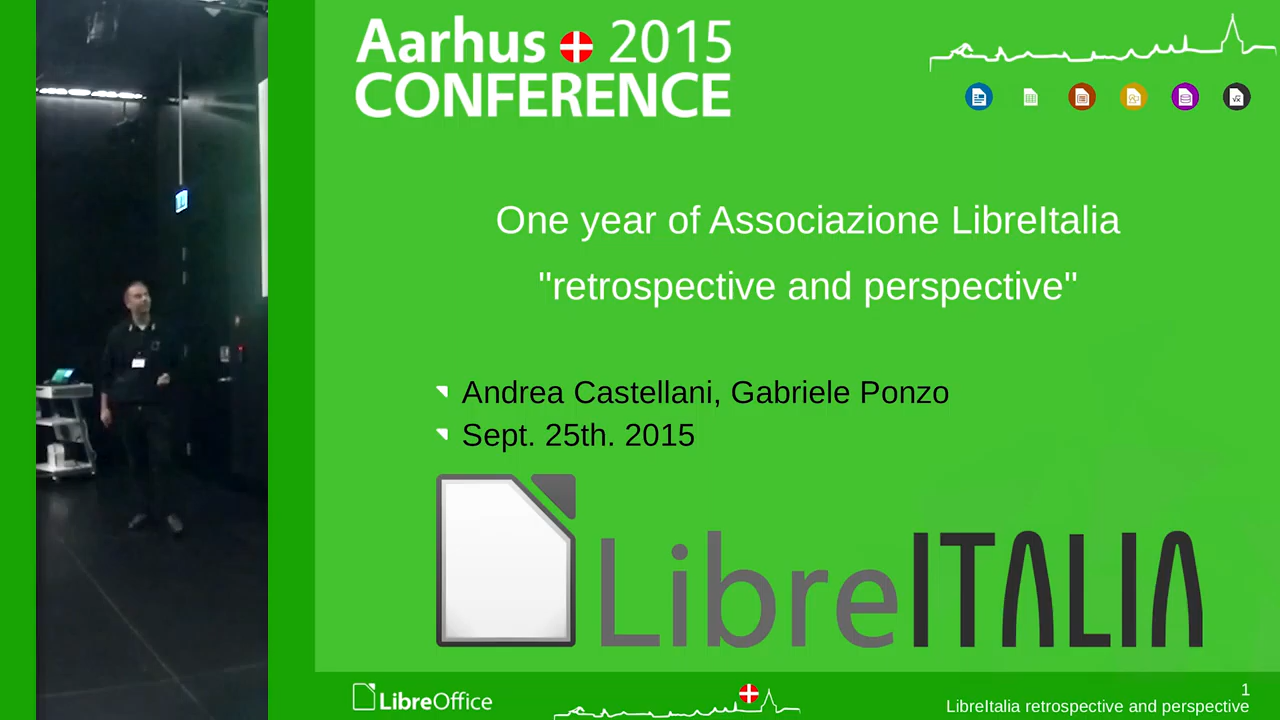 Aarhus 2015
CONFERENCE
One year of Associazione LibreItalia
"retrospective and perspective"
Andrea Castellani, Gabriele Ponzo
Sept. 25th. 2015
LibreITALIA
LibreOffice
1
LibreItalia retrospective and perspective